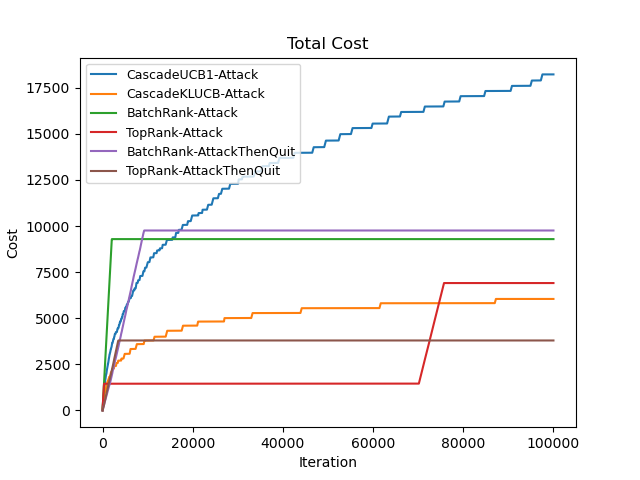 Total Cost
CascadeUCB1-Attack
CascadeKLUCB-Attack
BatchRank-Attack
TopRank-Attack
BatchRank-AttackThenQuit
TopRank-AttackThenQuit
Cost
17500
15000
12500
10000
7500
5000
2500
0
0 20000 40000 60000 80000 100000
Iteration